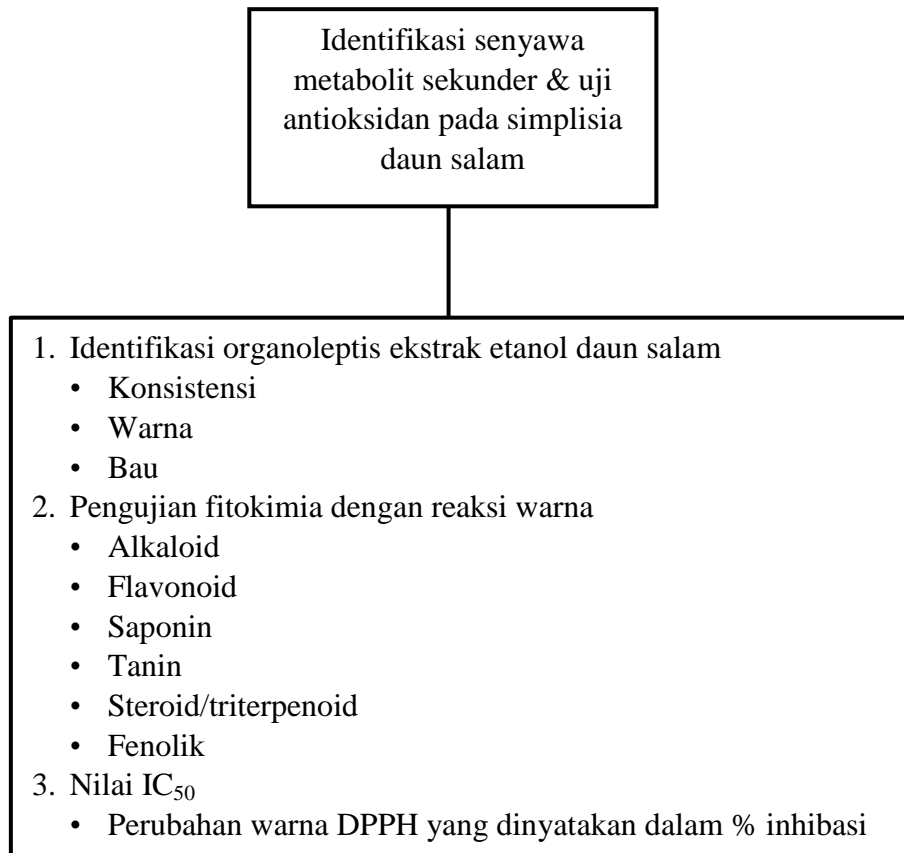 Identifikasi senyawa
metabolit sekunder & uji
antioksidan pada simplisia
daun salam
1. Identifikasi organoleptis ekstrak etanol daun salam
• Konsistensi
• Warna
• Bau
2. Pengujian fitokimia dengan reaksi warna
• Alkaloid
• Flavonoid
• Saponin
• Tanin
• Steroid/triterpenoid
• Fenolik
3. Nilai IC₅₀
• Perubahan warna DPPH yang dinyatakan dalam % inhibasi